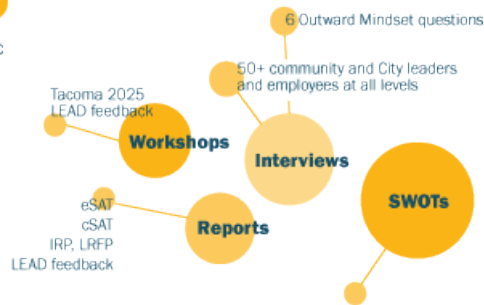 6 Outward Mindset questions
50+ community and City leaders
and employees at all levels
Tacoma 2025
LEAD feedback
Workshops
Interviews
SWOTs
Reports
eSAT
cSAT
IRP, LRFP
LEAD feedback